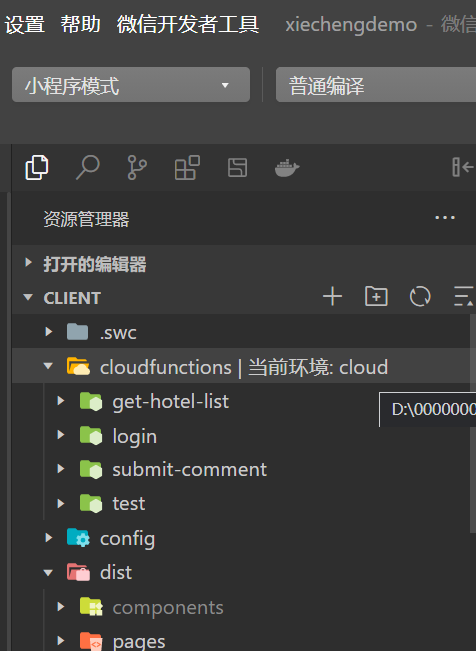 设置 帮助 微信开发者工具 xiechengdemo - 微信
小程序模式 普通编译
资源管理器
打开的编辑器
CLIENT
.swc
cloudfunctions | 当前环境: cloud
get-hotel-list
D:\0000000
login
submit-comment
test
config
dist
components
pages